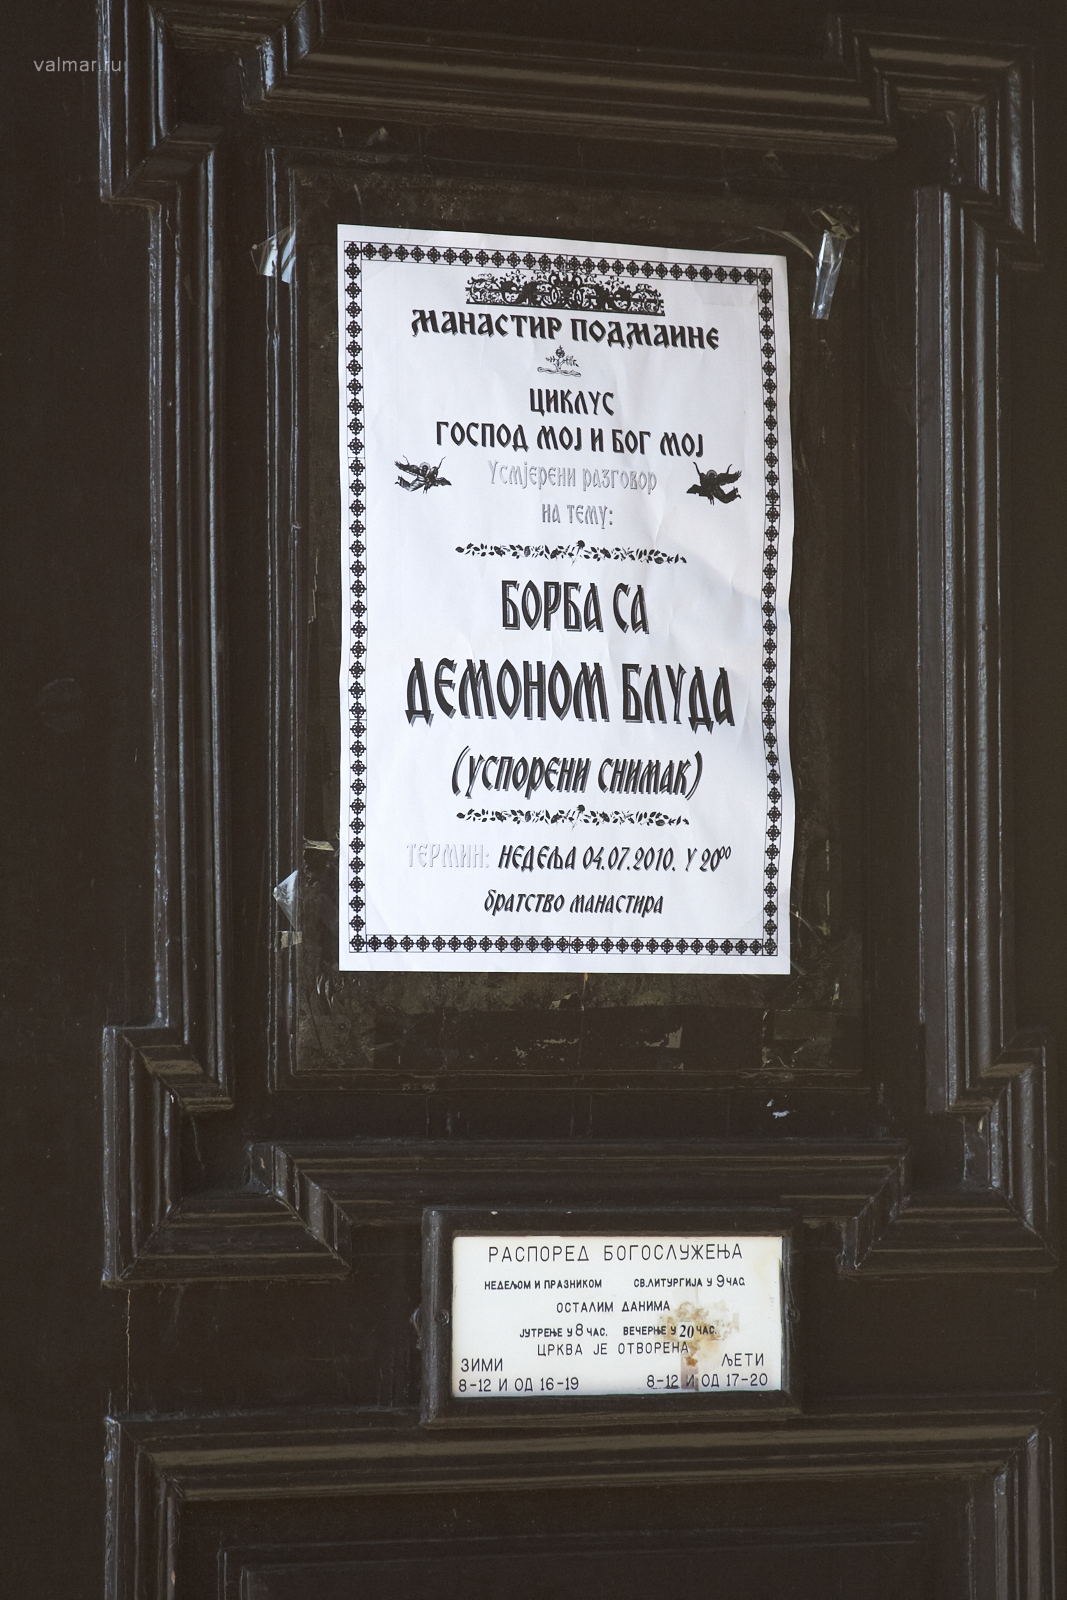 valmar.ru
МАНАСТИР ПОДМАИНЕ
ЦИКЛУС
ГОСПОД МОЈ И БОГ МОЈ
Усмјерени разговор
на тему:
БОРБА СА
ДЕМОНОМ БЛУДА
(успорени снимак)
ТЕРМИН: НЕДЕЉА 04.07.2010. У 20⁰⁰
братство манастира
РАСПОРЕД БОГОСЛУЖЕЊА
НЕДЕЉОМ И ПРАЗНИКОМ СВ.ЛИТУРГИЈА У 9 ЧАС.
ОСТАЛИМ ДАНИМА
ЈУТРЕЊЕ У 8 ЧАС. ВЕЧЕРЊЕ У 20 ЧАС.
ЦРКВА ЈЕ ОТВОРЕНА
ЗИМИ ЉЕТИ
8-12 И ОД 16-19 8-12 И ОД 17-20